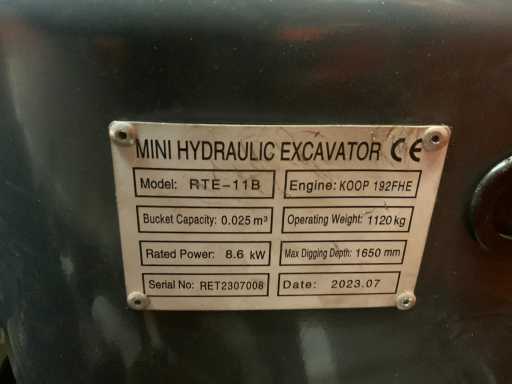 MINI HYDRAULIC EXCAVATOR CE
Model: RTE-11B Engine: KOOP 192FHE
Bucket Capacity: 0.025 m³ Operating Weight: 1120 kg
Rated Power: 8.6 kW Max Digging Depth: 1650 mm
Serial No: RET2307008 Date: 2023.07